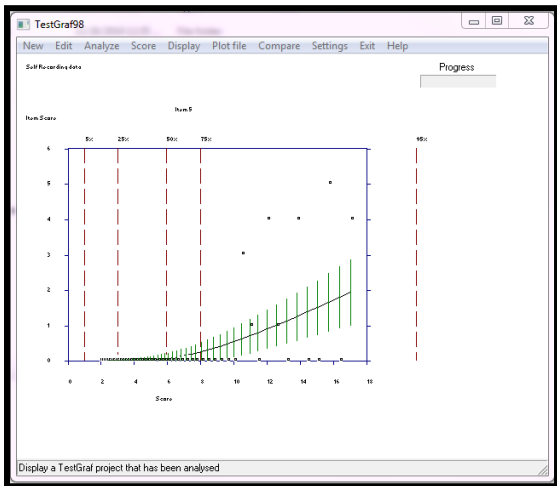 TestGraf98
New Edit Analyze Score Display Plot file Compare Settings Exit Help
Self Recording data
Progress
Item 5
Item Score
5% 25% 50% 75% 95%
6
5
4
3
2
1
0
0 2 4 6 8 10 12 14 16 18
Score
Display a TestGraf project that has been analysed